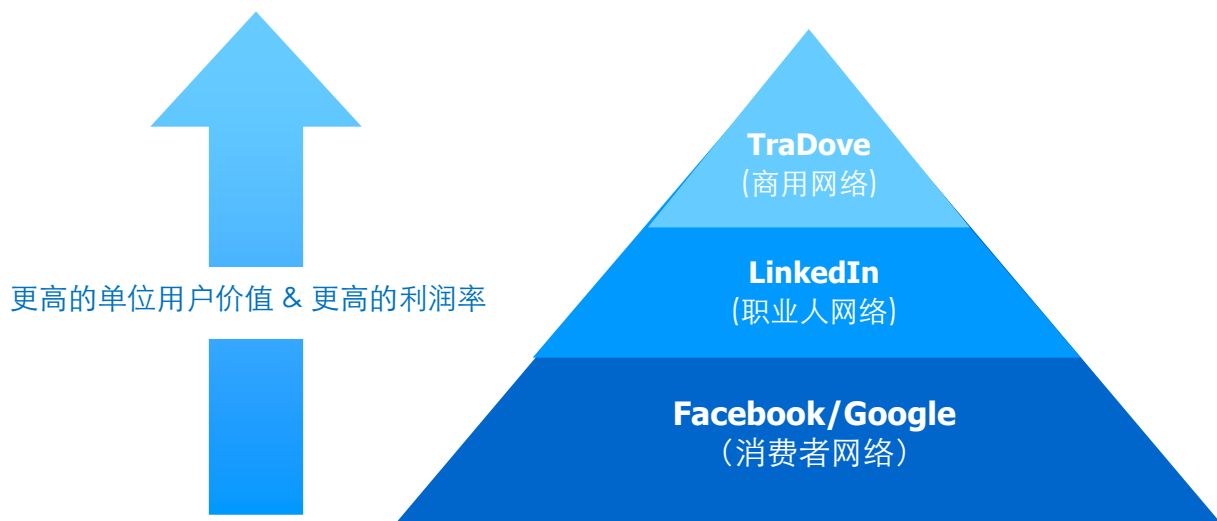 TraDove
(商用网络)
LinkedIn
(职业人网络)
更高的单位用户价值 & 更高的利润率
Facebook/Google
（消费者网络）